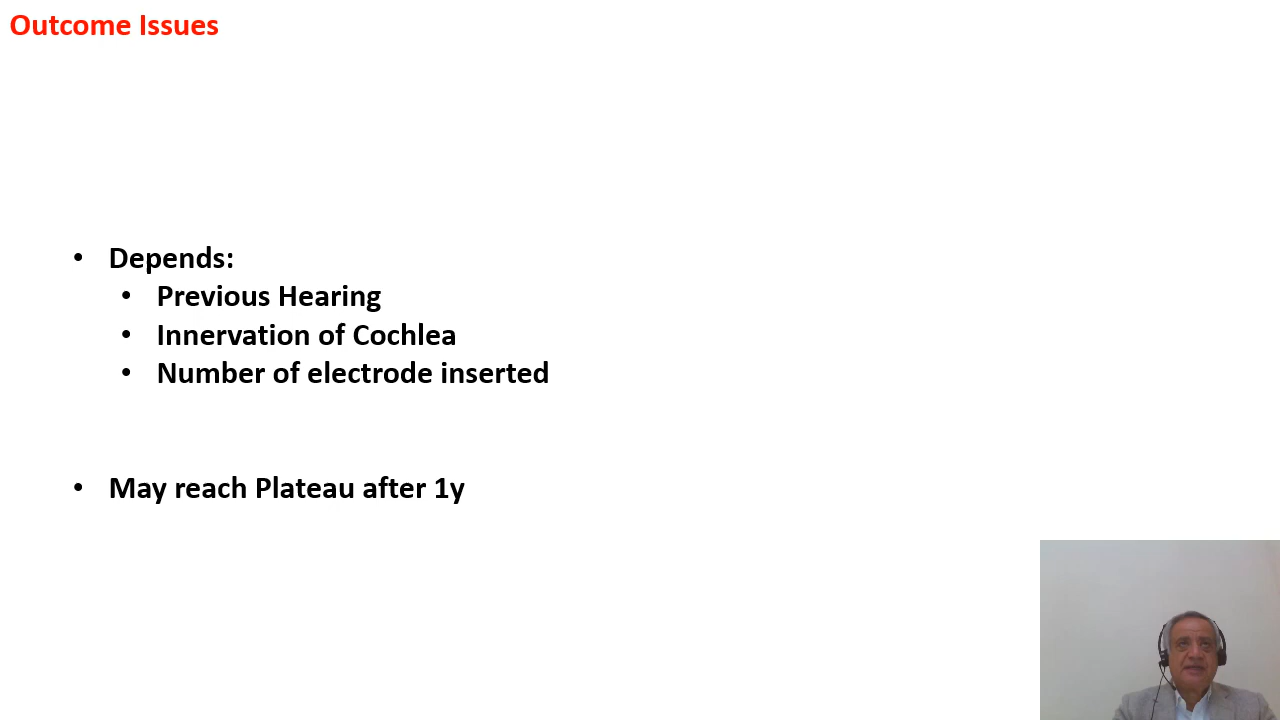 Outcome Issues
• Depends:
• Previous Hearing
• Innervation of Cochlea
• Number of electrode inserted
• May reach Plateau after 1y